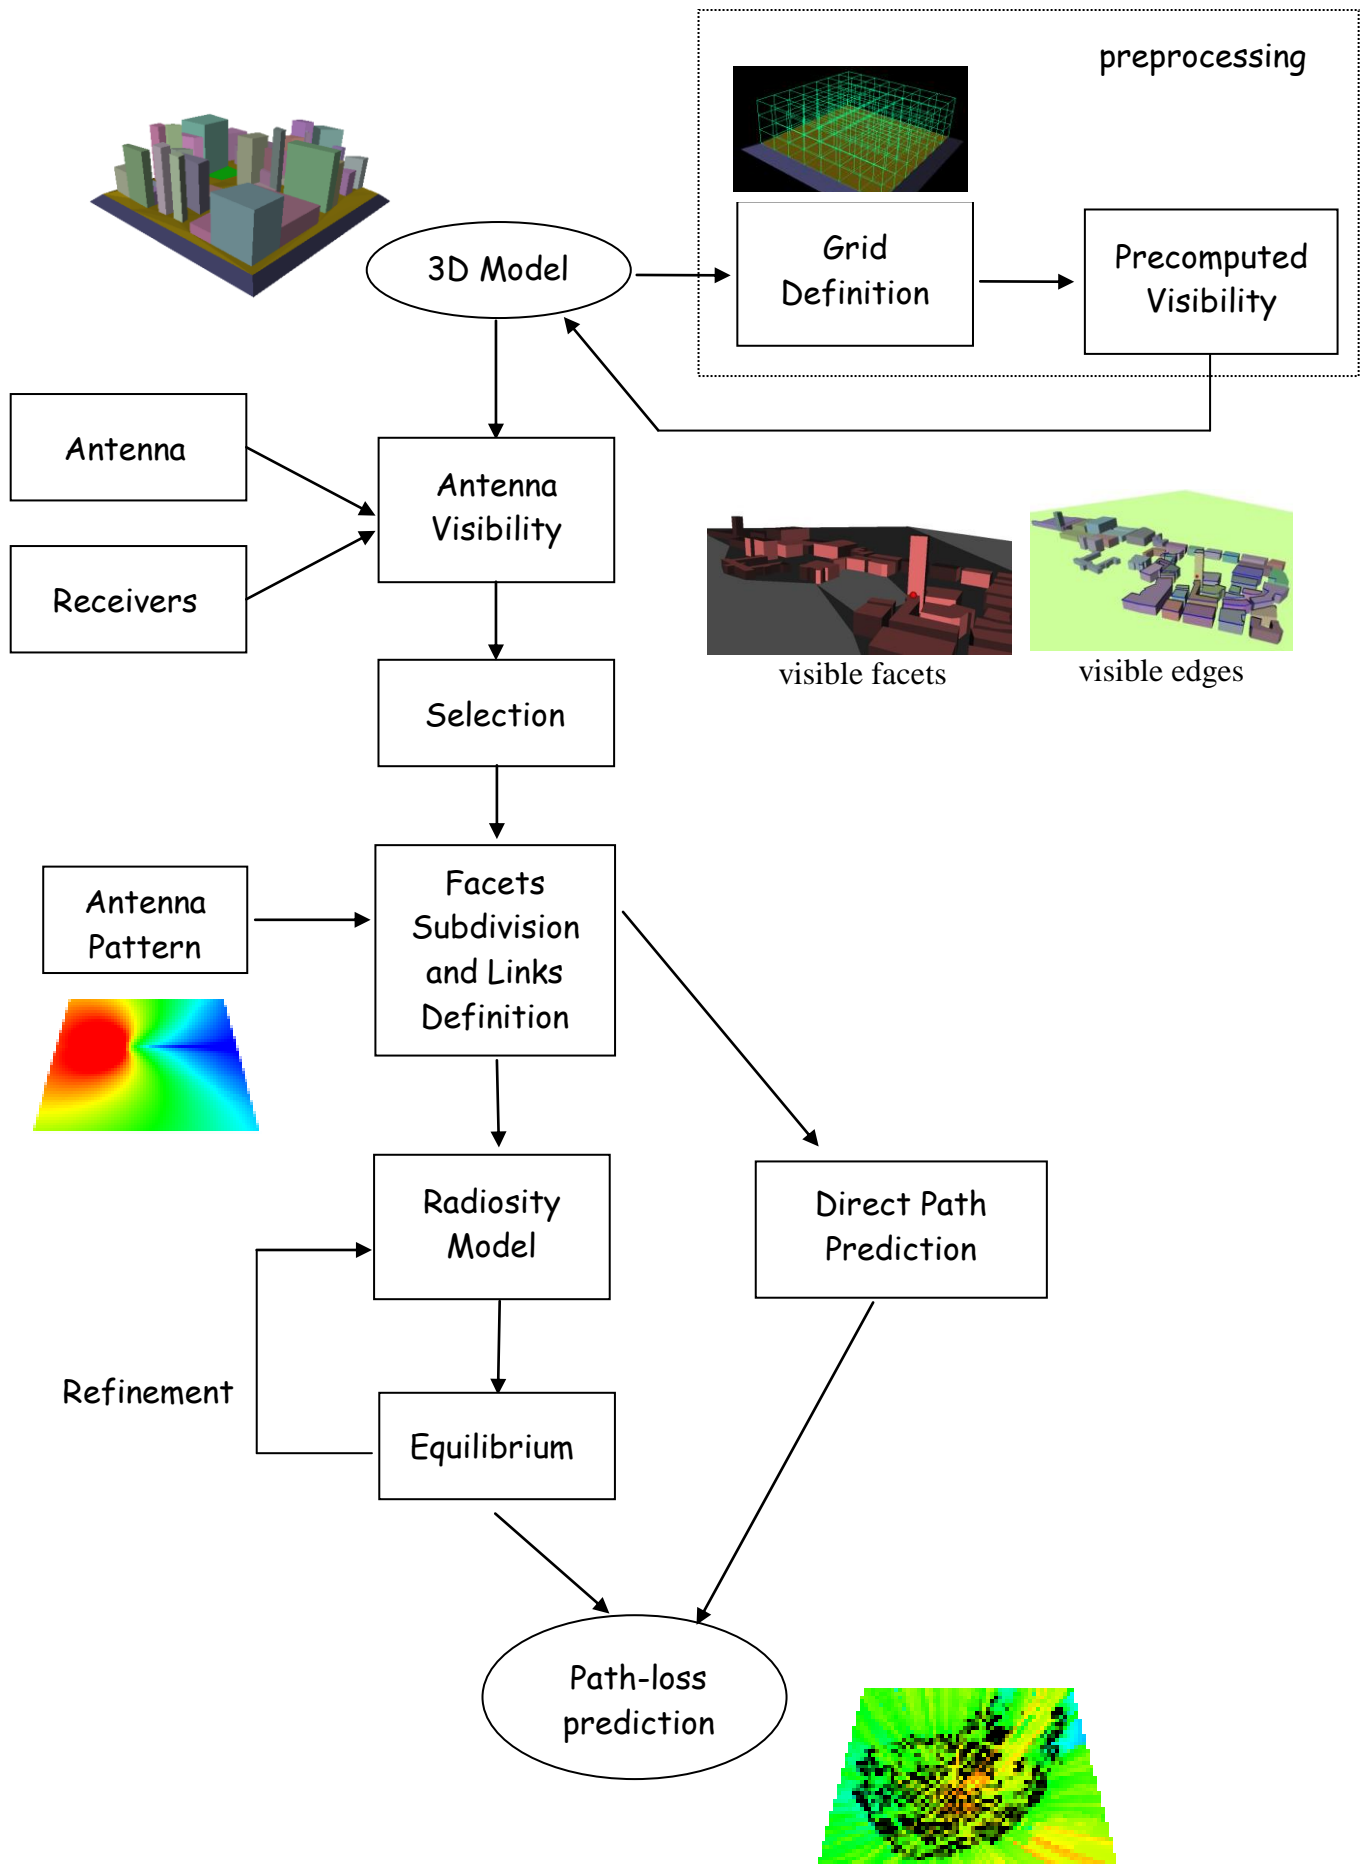 preprocessing
3D Model
Grid
Definition
Precomputed
Visibility
Antenna
Antenna
Visibility
Receivers
visible facets
visible edges
Selection
Antenna
Pattern
Facets
Subdivision
and Links
Definition
Radiosity
Model
Direct Path
Prediction
Refinement
Equilibrium
Path-loss
prediction